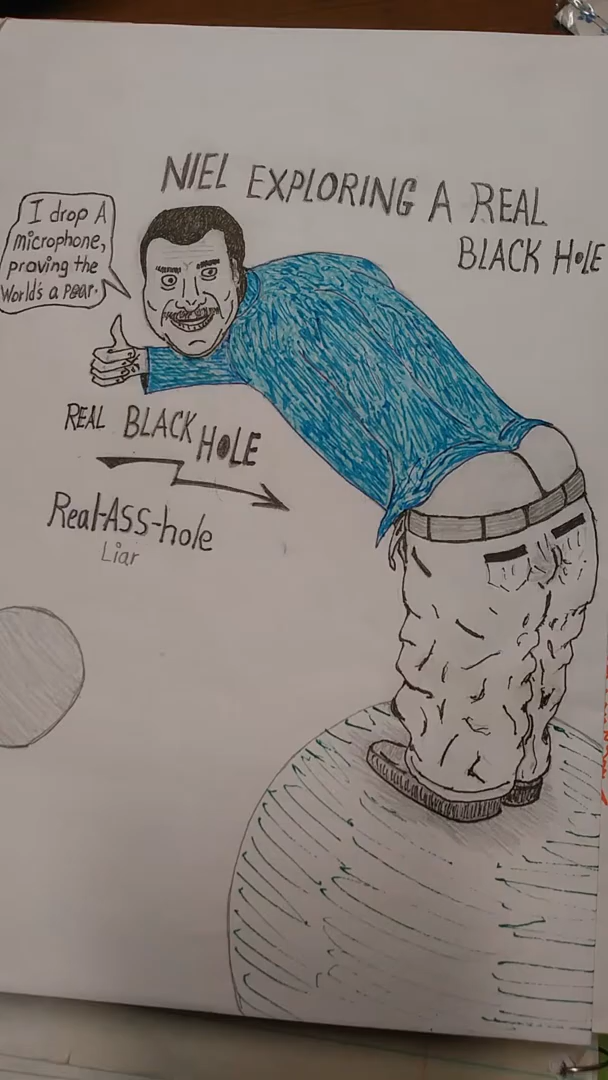 NIEL EXPLORING A REAL
BLACK HOLE
I drop A
microphone,
proving the
World's a pear.
REAL BLACK HOLE
Real-ASS-hole
Liar